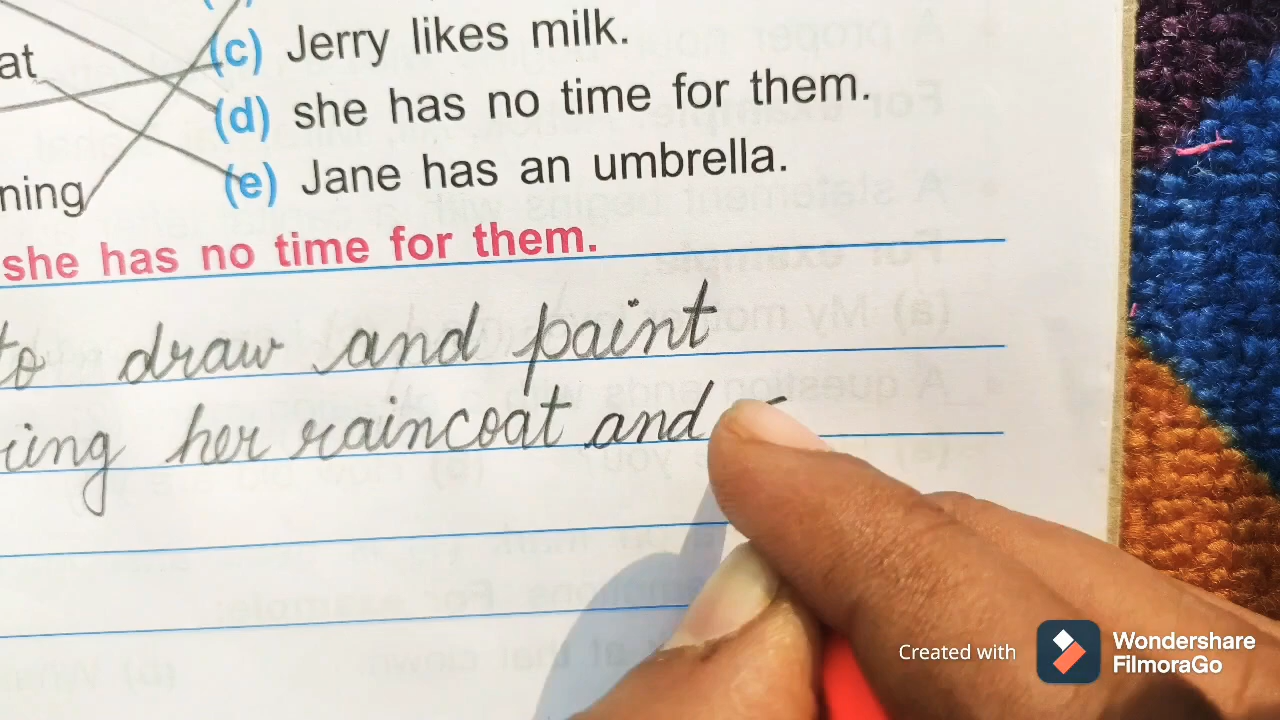 (c) Jerry likes milk.
at
(d) she has no time for them.
(e) Jane has an umbrella.
ning
she has no time for them.
to draw and paint
iing her raincoat and
Created with Wondershare FilmoraGo